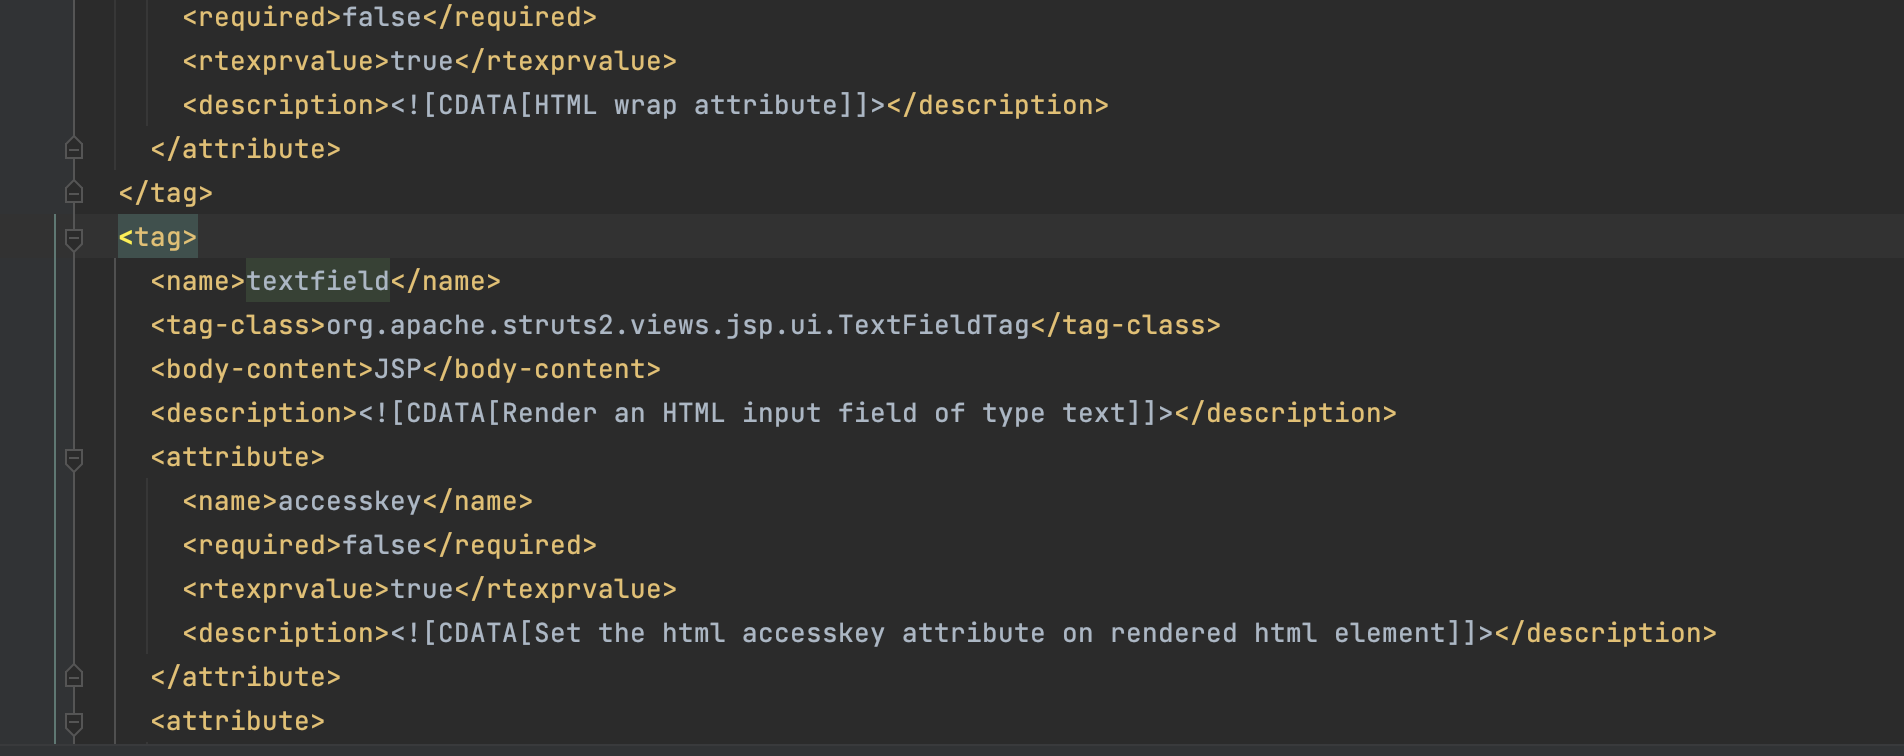 <required>false</required>
<rtexprvalue>true</rtexprvalue>
<description><![CDATA[HTML wrap attribute]]></description>
</attribute>
</tag>
<tag>
<name>textfield</name>
<tag-class>org.apache.struts2.views.jsp.ui.TextFieldTag</tag-class>
<body-content>JSP</body-content>
<description><![CDATA[Render an HTML input field of type text]]></description>
<attribute>
<name>accesskey</name>
<required>false</required>
<rtexprvalue>true</rtexprvalue>
<description><![CDATA[Set the html accesskey attribute on rendered html element]]></description>
</attribute>
<attribute>